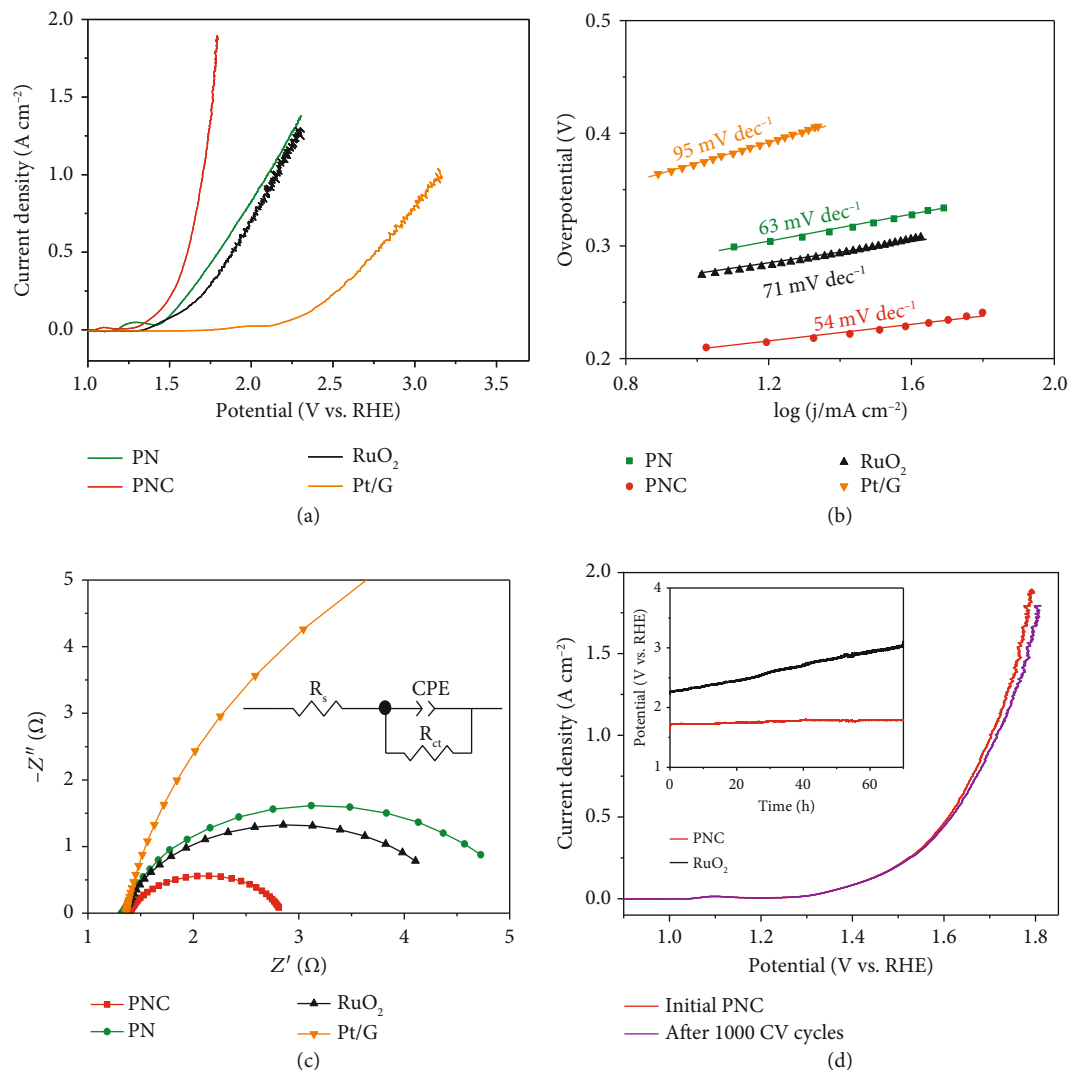 2.0
1.5
1.0
0.5
0.0
Current density (A cm⁻²)
1.0 1.5 2.0 2.5 3.0 3.5
Potential (V vs. RHE)
PN RuO₂
PNC Pt/G
(a)
0.5
0.4
0.3
0.2
Overpotential (V)
95 mV dec⁻¹
63 mV dec⁻¹
71 mV dec⁻¹
54 mV dec⁻¹
0.8 1.2 1.6 2.0
log (j/mA cm⁻²)
PN RuO₂
PNC Pt/G
(b)
5
4
3
2
1
0
−Z″ (Ω)
Rₛ CPE
R_ct
1 2 3 4 5
Z′ (Ω)
PNC RuO₂
PN Pt/G
(c)
2.0
1.5
1.0
0.5
0.0
Current density (A cm⁻²)
4
3
2
1
Potential (V vs. RHE)
0 20 40 60
Time (h)
PNC
RuO₂
1.0 1.2 1.4 1.6 1.8
Potential (V vs. RHE)
Initial PNC
After 1000 CV cycles
(d)